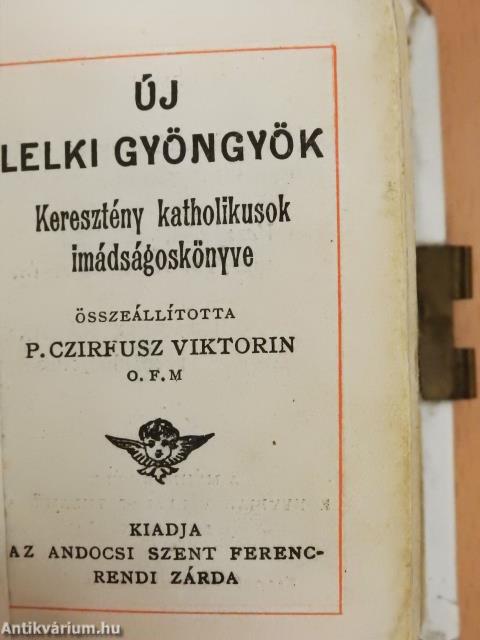 ÚJ
LELKI GYÖNGYÖK
Keresztény katholikusok
imádságoskönyve
ÖSSZEÁLLÍTOTTA
P. CZIRFUSZ VIKTORIN
O. F. M
KIADJA
AZ ANDOCSI SZENT FERENC-
RENDI ZÁRDA
Antikvárium.hu